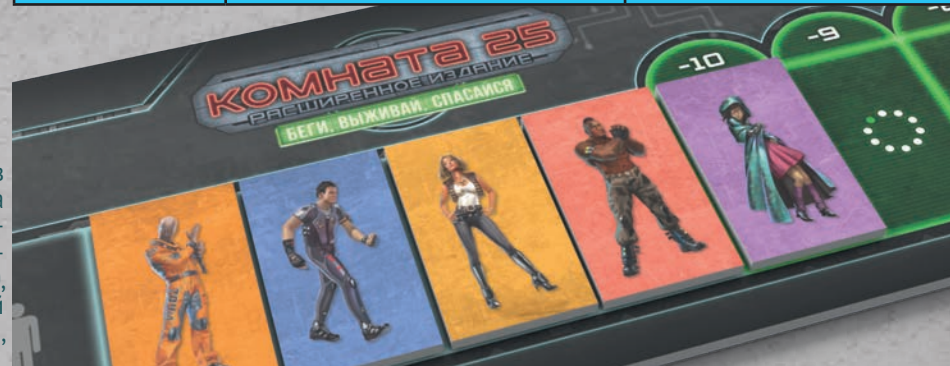 КОМНАТА 25
РАСШИРЕННОЕ ИЗДАНИЕ
БЕГИ. ВЫЖИВАЙ. СПАСАЙСЯ
-10
-9